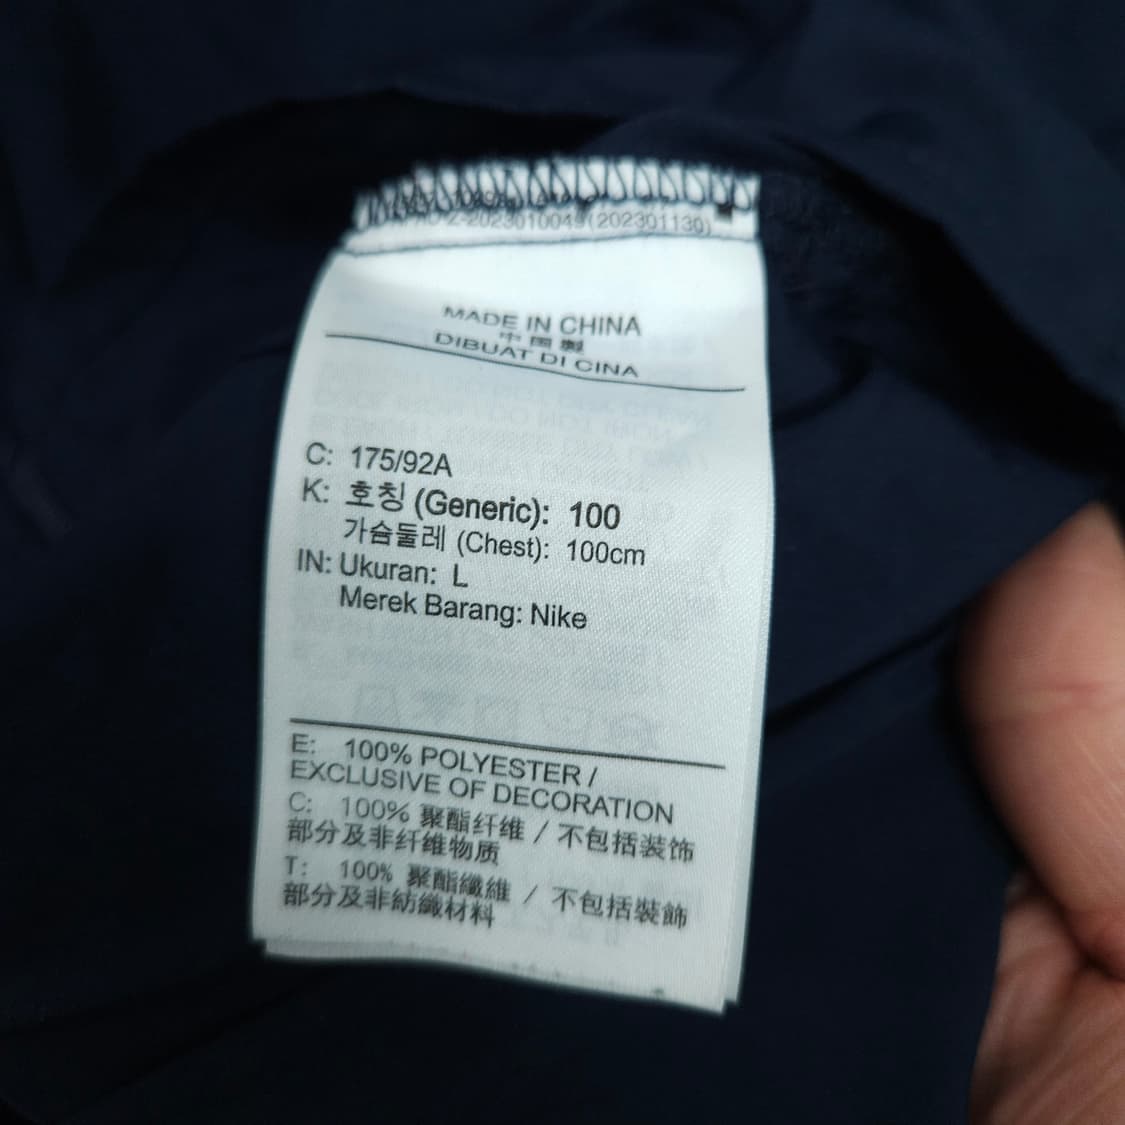 2-2023010049(202301130)
MADE IN CHINA
中国製
DIBUAT DI CINA
C: 175/92A
K: 호칭 (Generic): 100
가슴둘레 (Chest): 100cm
IN: Ukuran: L
Merek Barang: Nike
E: 100% POLYESTER /
EXCLUSIVE OF DECORATION
C: 100% 聚酯纤维 / 不包括装饰
部分及非纤维物质
T: 100% 聚酯纖維 / 不包括裝飾
部分及非紡織材料